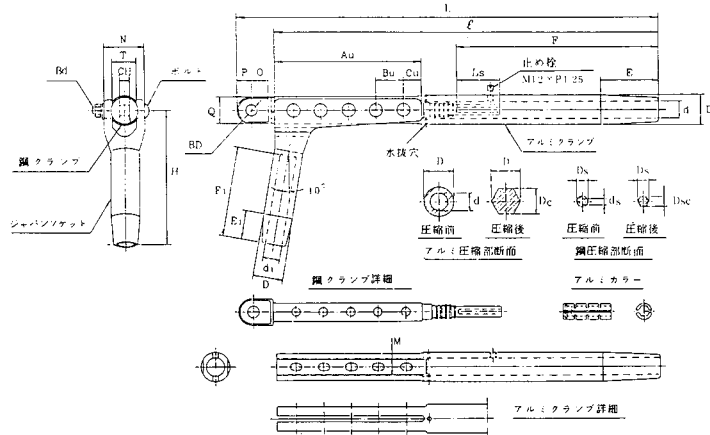 L
ℓ
F
N
T
CH
Bd
ボルト
P
O
Au
Bu
Cu
Ls
止め栓
M12×P1.25
E
Q
BD
d
D
水抜穴
アルミクランプ
鋼クランプ
H
ジャパンソケット
F1
E1
10°
d1
D
D
d
D
Dc
Ds
ds
Ds
Dsc
圧縮前
圧縮後
圧縮前
圧縮後
アルミ圧縮部断面
鋼圧縮部断面
鋼クランプ詳細
アルミカラー
M
アルミクランプ詳細